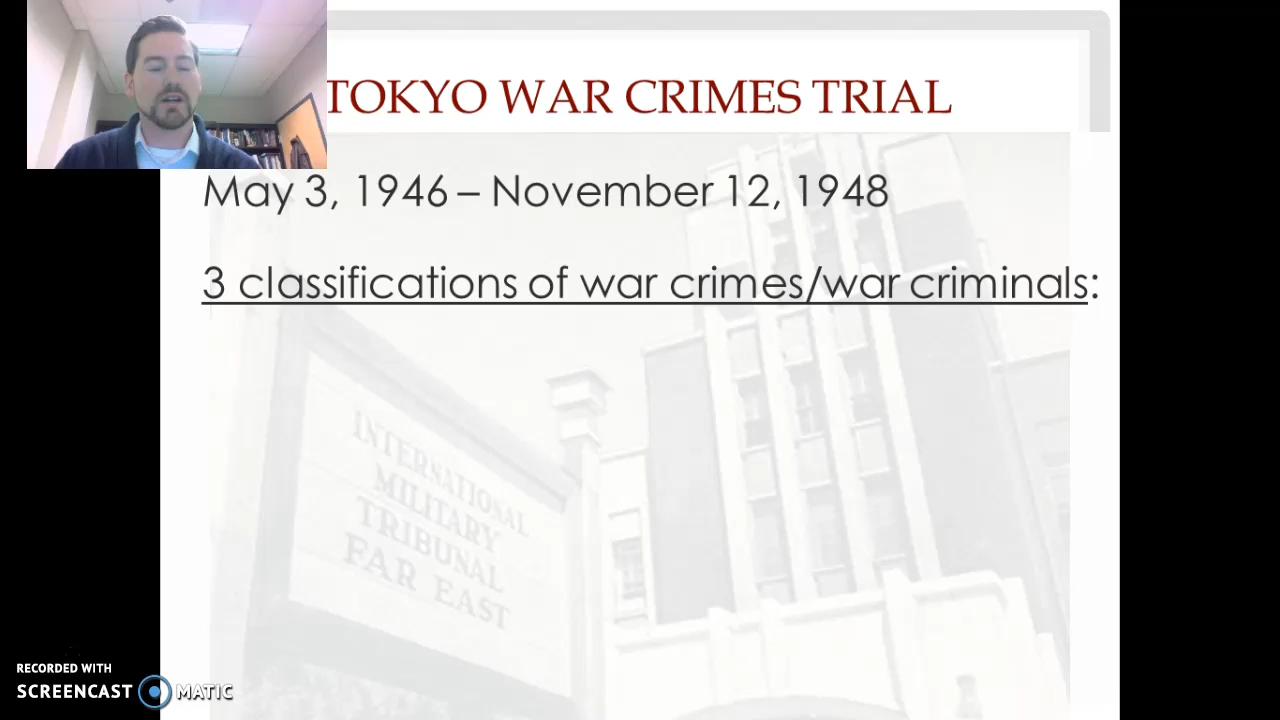 TOKYO WAR CRIMES TRIAL
May 3, 1946 – November 12, 1948
3 classifications of war crimes/war criminals:
INTERNATIONAL
MILITARY
TRIBUNAL
FAR EAST
RECORDED WITH
SCREENCAST MATIC